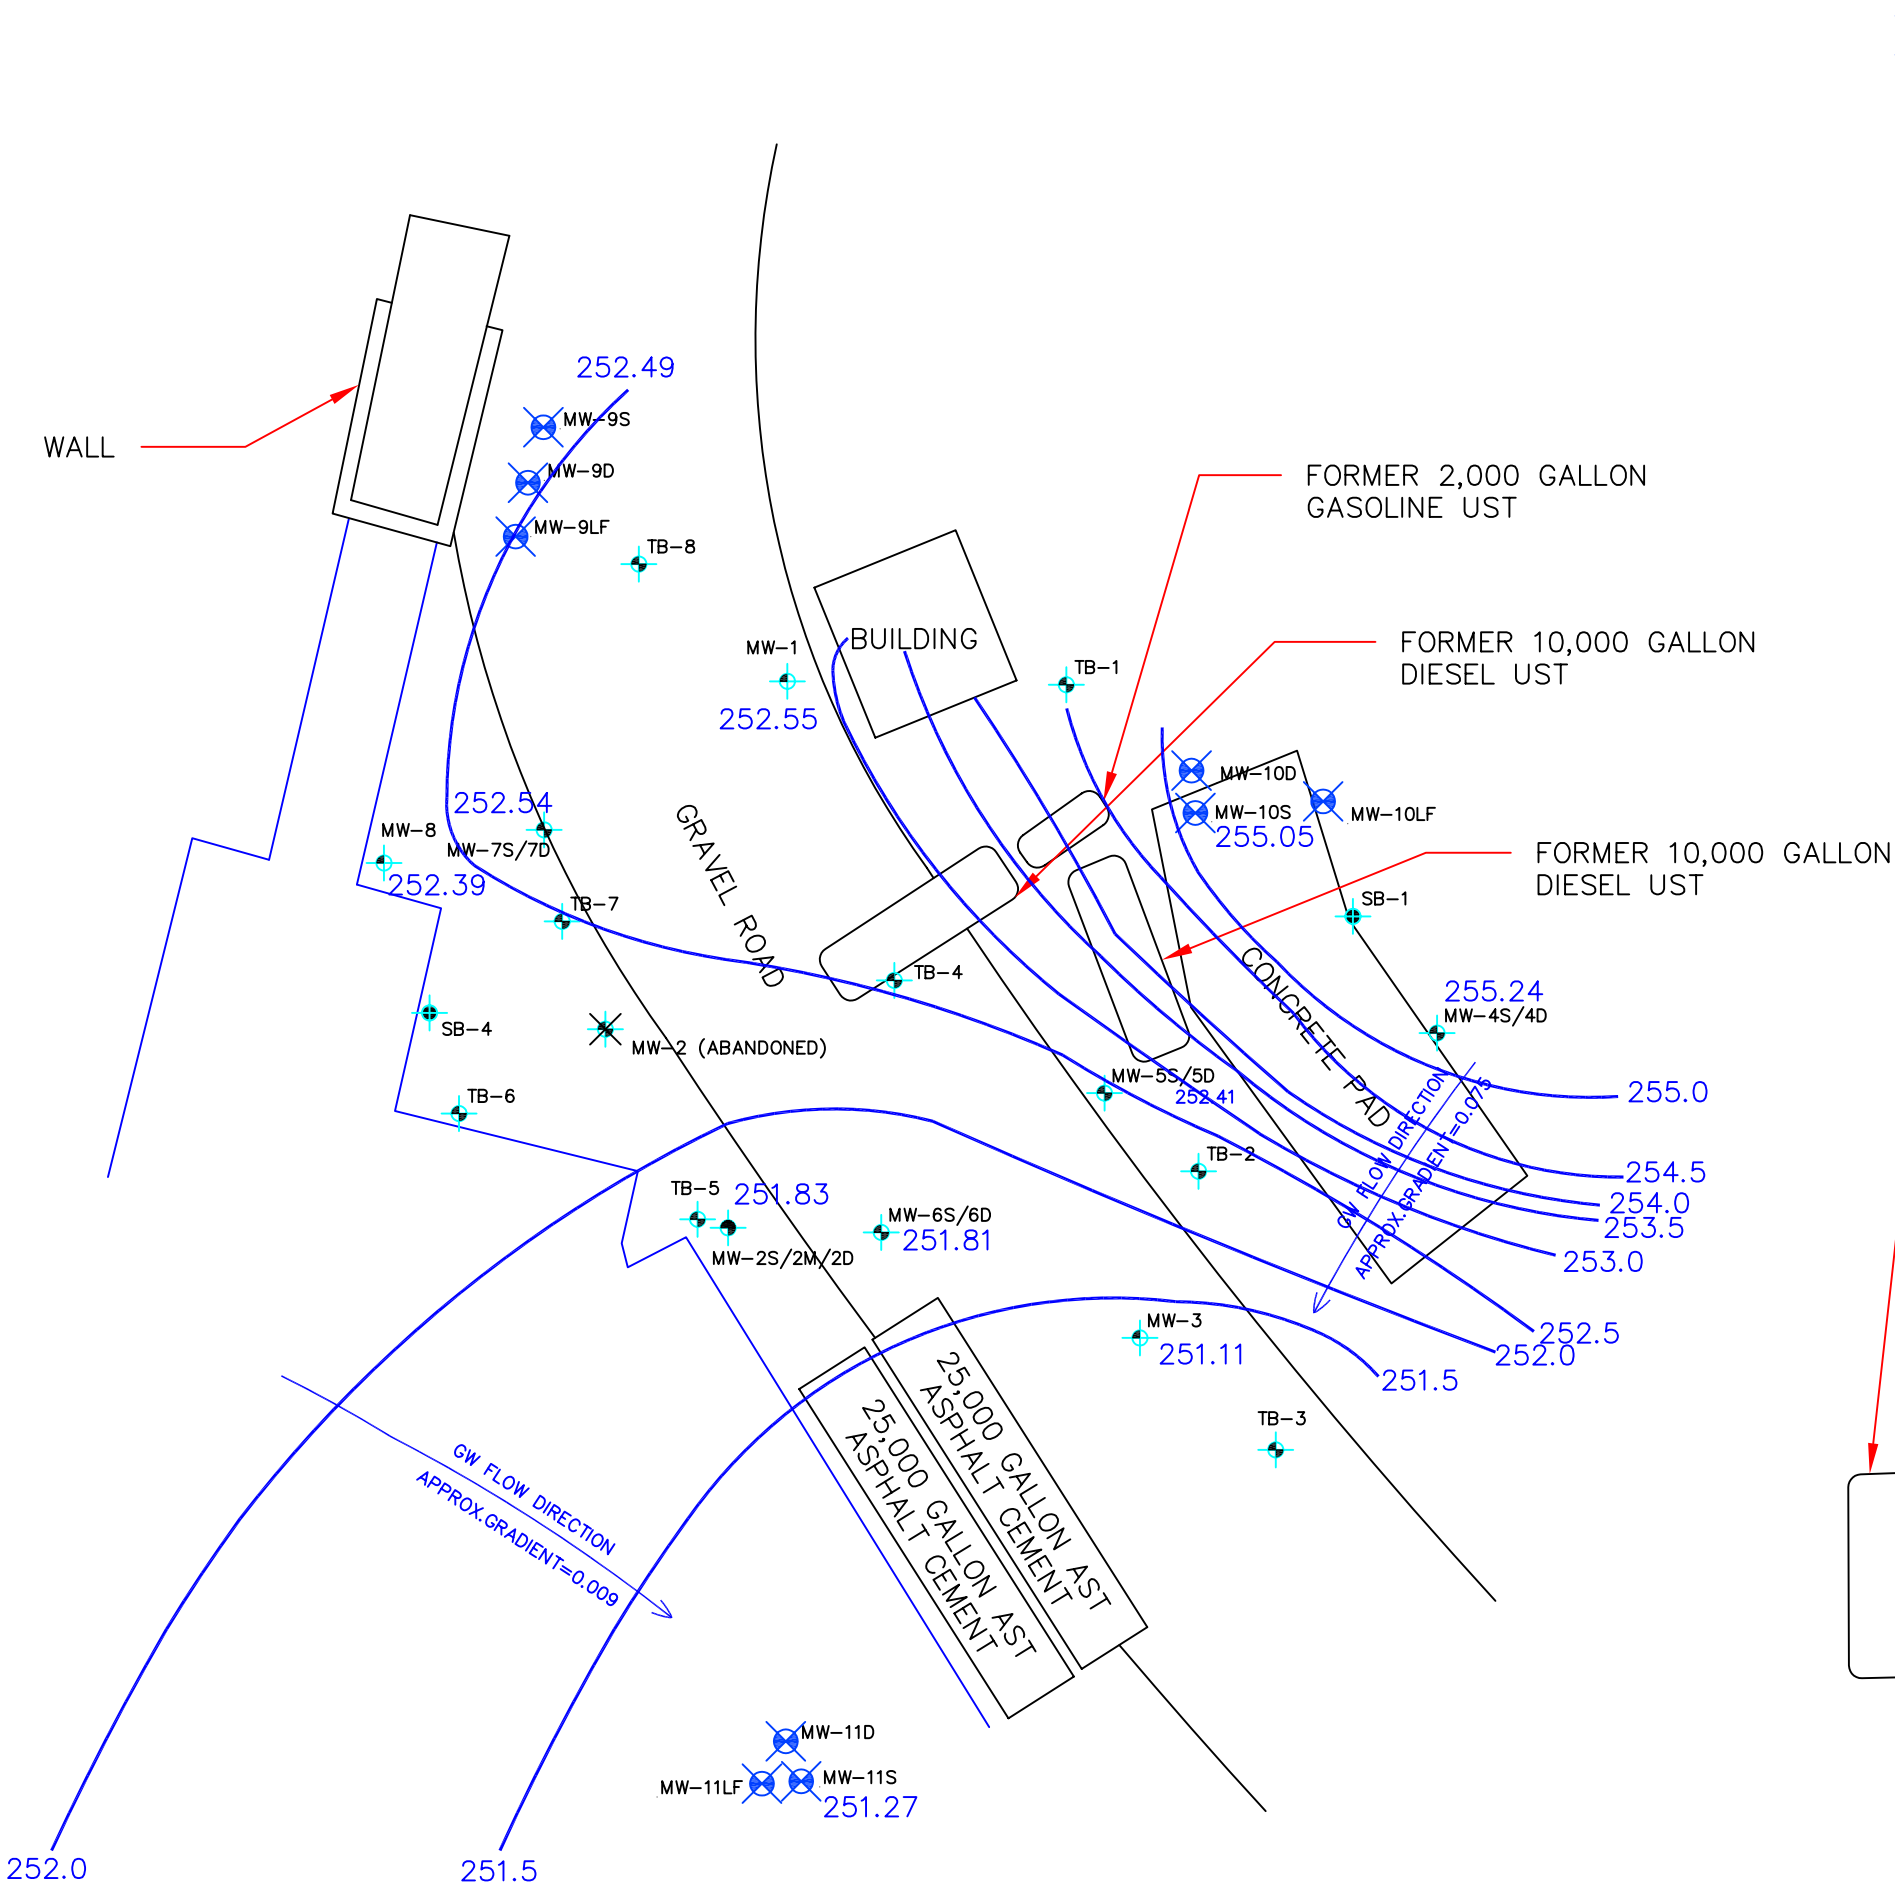 252.49
MW-9S
WALL
MW-9D
FORMER 2,000 GALLON
GASOLINE UST
MW-9LF
TB-8
BUILDING
MW-1
FORMER 10,000 GALLON
DIESEL UST
TB-1
252.55
MW-10D
252.54
MW-10S
MW-10LF
MW-8
255.05
MW-7S/7D
FORMER 10,000 GALLON
DIESEL UST
252.39
GRAVEL ROAD
TB-7
SB-1
TB-4
CONCRETE PAD
255.24
MW-4S/4D
SB-4
MW-2 (ABANDONED)
MW-5S/5D
252.41
TB-6
255.0
GW FLOW DIRECTION
APPROX.GRADIENT=0.075
TB-2
254.5
TB-5
251.83
254.0
MW-6S/6D
253.5
251.81
MW-2S/2M/2D
253.0
MW-3
252.5
251.11
252.0
251.5
25,000 GALLON AST
ASPHALT CEMENT
25,000 GALLON AST
ASPHALT CEMENT
TB-3
GW FLOW DIRECTION
APPROX.GRADIENT=0.009
MW-11D
MW-11LF
MW-11S
251.27
252.0
251.5